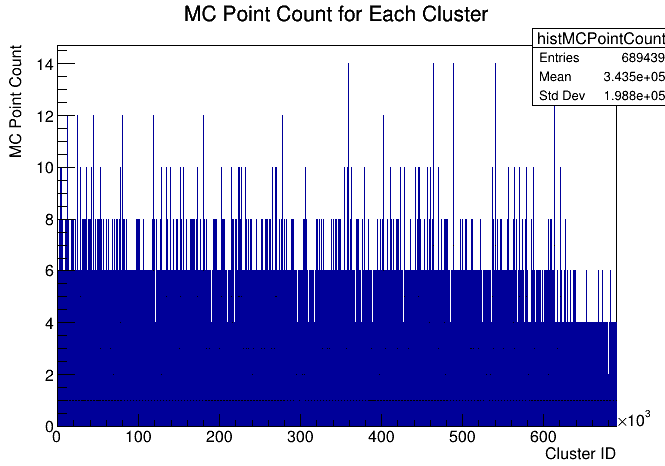 MC Point Count for Each Cluster
histMCPointCount
Entries 689439
Mean 3.435e+05
Std Dev 1.988e+05
MC Point Count
14
12
10
8
6
4
2
0
0 100 200 300 400 500 600
×10³
Cluster ID